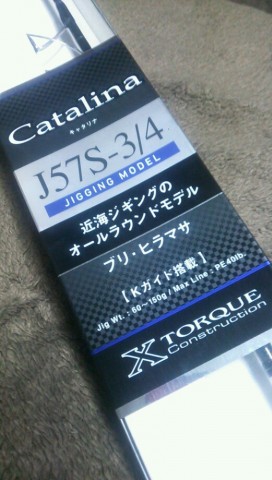 Catalina
キャタリナ
J57S-3/4
JIGGING MODEL
近海ジギングの
オールラウンドモデル
ブリ・ヒラマサ
[Kガイド搭載]
Jig Wt.: 60~150g / Max Line : PE40lb.
X TORQUE
Construction